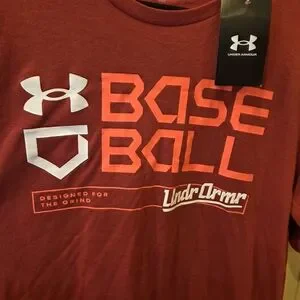 UNDER ARMOUR
BASE
BALL
DESIGNED FOR
THE GRIND
UndrArmr